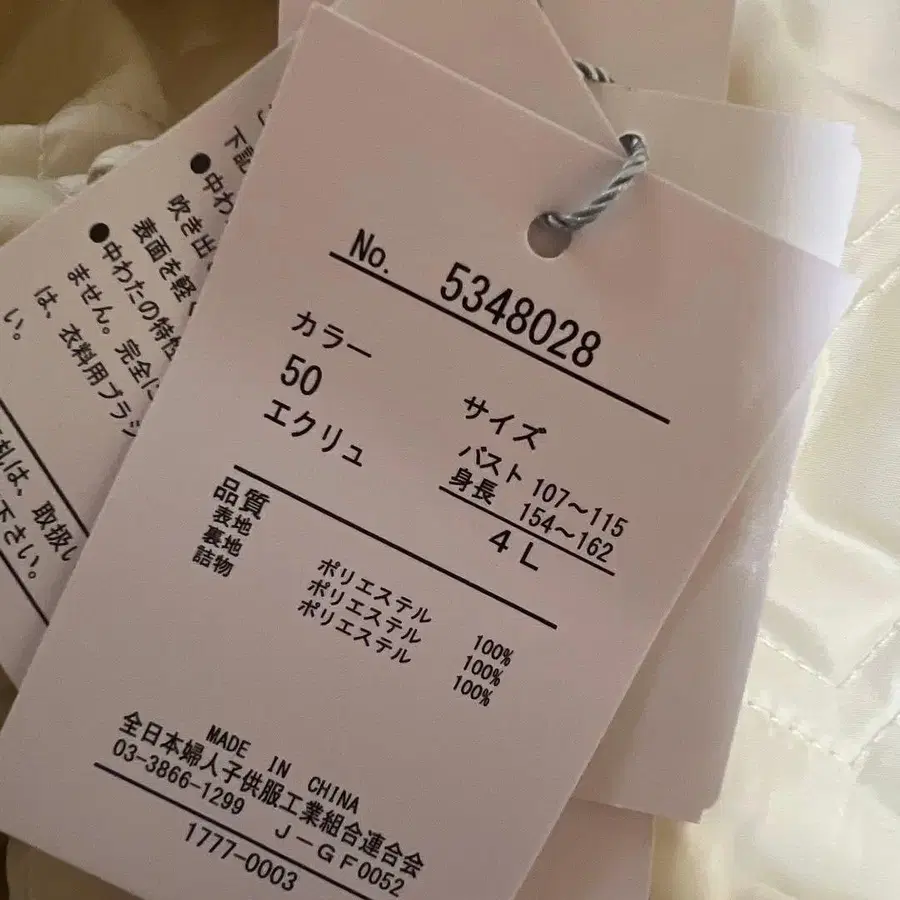 No. 5348028
カラー
50
エクリュ
サイズ
バスト 107～115
身長 154～162
4L
品質
表地 ポリエステル 100%
裏地 ポリエステル 100%
詰物 ポリエステル 100%
MADE IN CHINA
全日本婦人子供服工業組合連合会
03-3866-1299 J-GF0052
1777-0003
下記
●中わ
吹き出
表面を軽く
●中わたの特性
ません。完全に
は、衣料用ブラシ
い。
札は、取扱い
下さい。